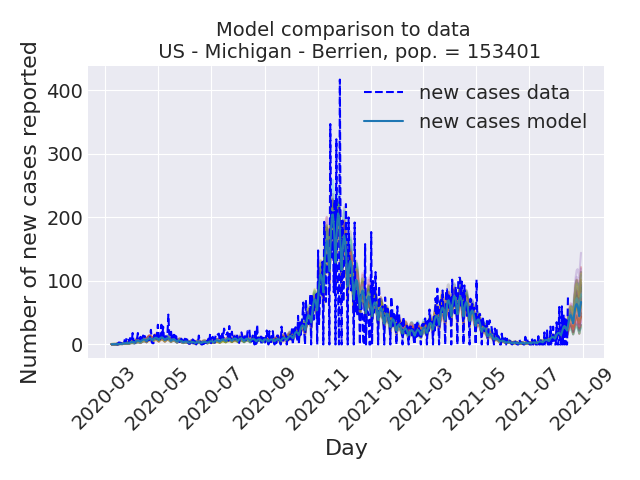 Model comparison to data
US - Michigan - Berrien, pop. = 153401
Number of new cases reported
400
300
200
100
0
new cases data
new cases model
2020-03
2020-05
2020-07
2020-09
2020-11
2021-01
2021-03
2021-05
2021-07
2021-09
Day